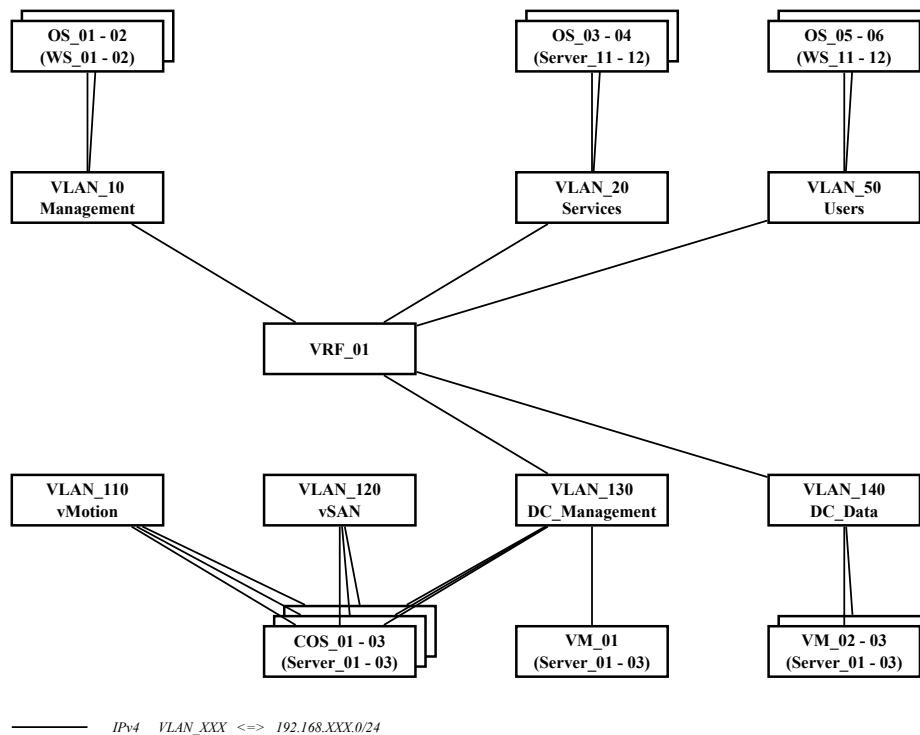 OS_01 - 02
(WS_01 - 02)
OS_03 - 04
(Server_11 - 12)
OS_05 - 06
(WS_11 - 12)
VLAN_10
Management
VLAN_20
Services
VLAN_50
Users
VRF_01
VLAN_110
vMotion
VLAN_120
vSAN
VLAN_130
DC_Management
VLAN_140
DC_Data
COS_01 - 03
(Server_01 - 03)
VM_01
(Server_01 - 03)
VM_02 - 03
(Server_01 - 03)
IPv4 VLAN_XXX <=> 192.168.XXX.0/24